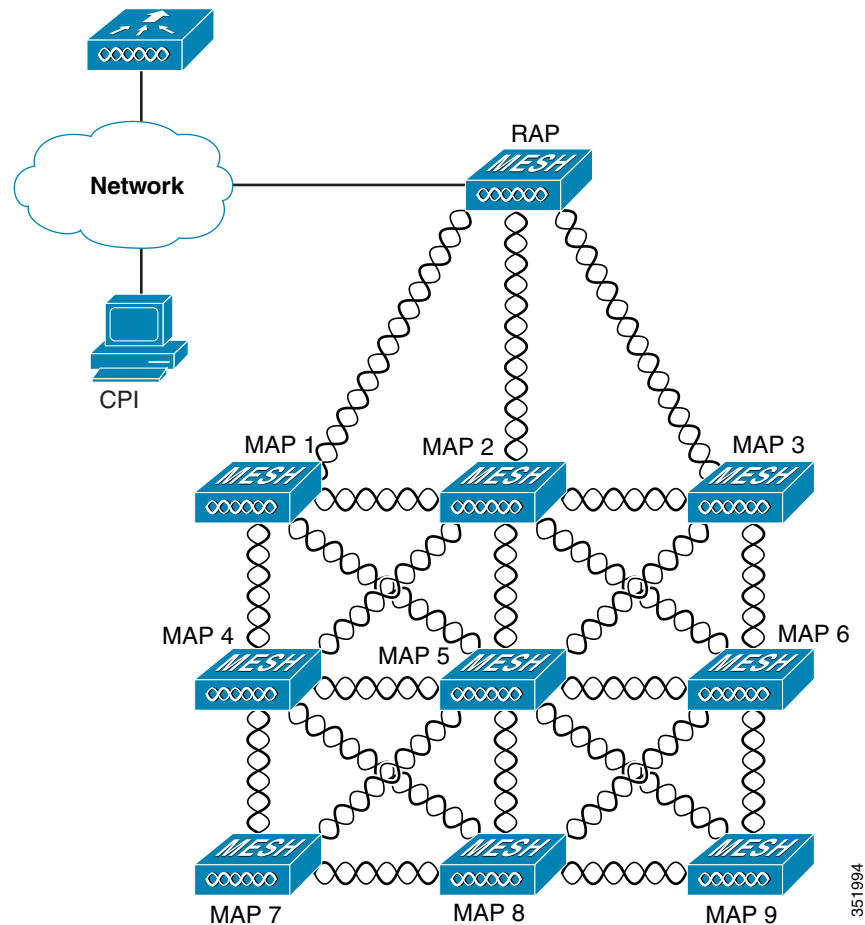 RAP
MESH
Network
CPI
MAP 1
MAP 2
MAP 3
MESH
MESH
MESH
MAP 4
MAP 5
MAP 6
MESH
MESH
MESH
MESH
MESH
MESH
MAP 7
MAP 8
MAP 9
351994